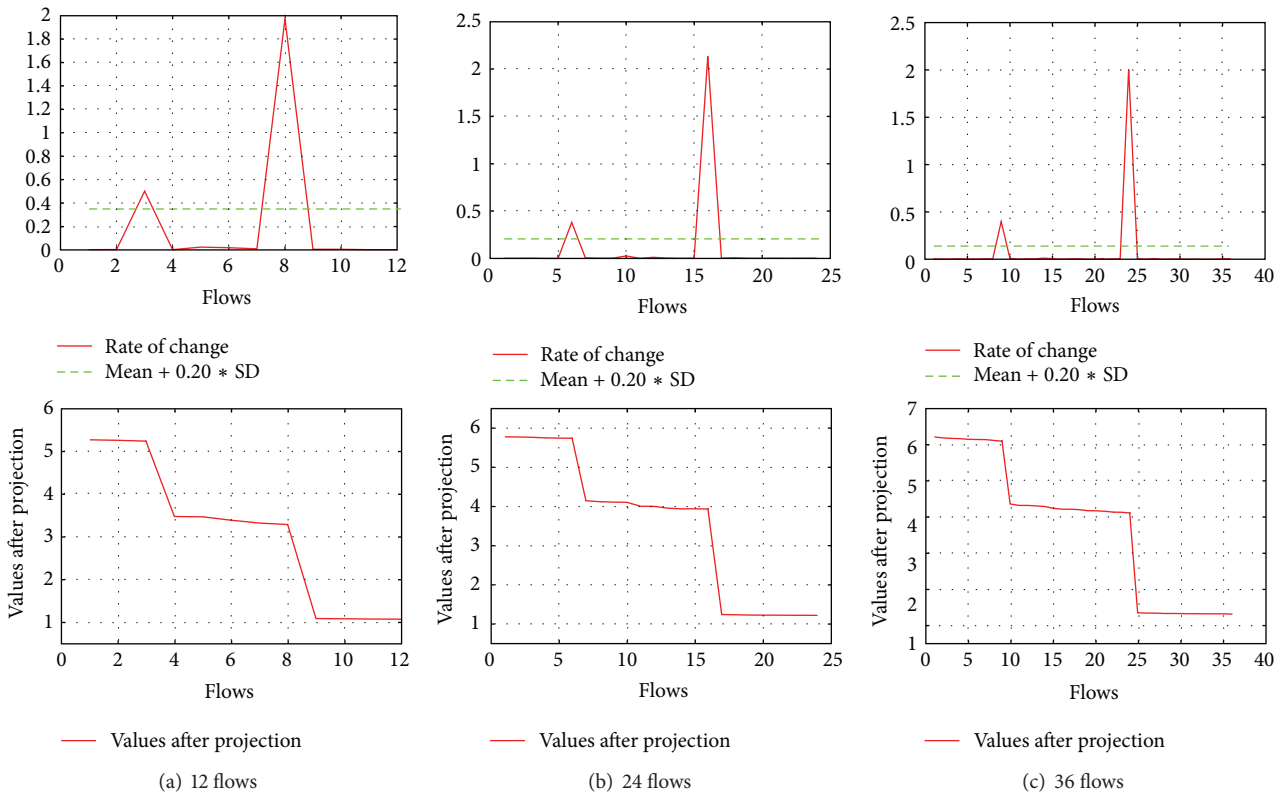 2
1.8
1.6
1.4
1.2
1
0.8
0.6
0.4
0.2
0
0 2 4 6 8 10 12
Flows
Rate of change
Mean + 0.20 ∗ SD
2.5
2
1.5
1
0.5
0
0 5 10 15 20 25
Flows
Rate of change
Mean + 0.20 ∗ SD
2.5
2
1.5
1
0.5
0
0 5 10 15 20 25 30 35 40
Flows
Rate of change
Mean + 0.20 ∗ SD
Values after projection
6
5
4
3
2
1
0 2 4 6 8 10 12
Flows
Values after projection
(a) 12 flows
Values after projection
6
5
4
3
2
1
0 5 10 15 20 25
Flows
Values after projection
(b) 24 flows
Values after projection
7
6
5
4
3
2
1
0 5 10 15 20 25 30 35 40
Flows
Values after projection
(c) 36 flows